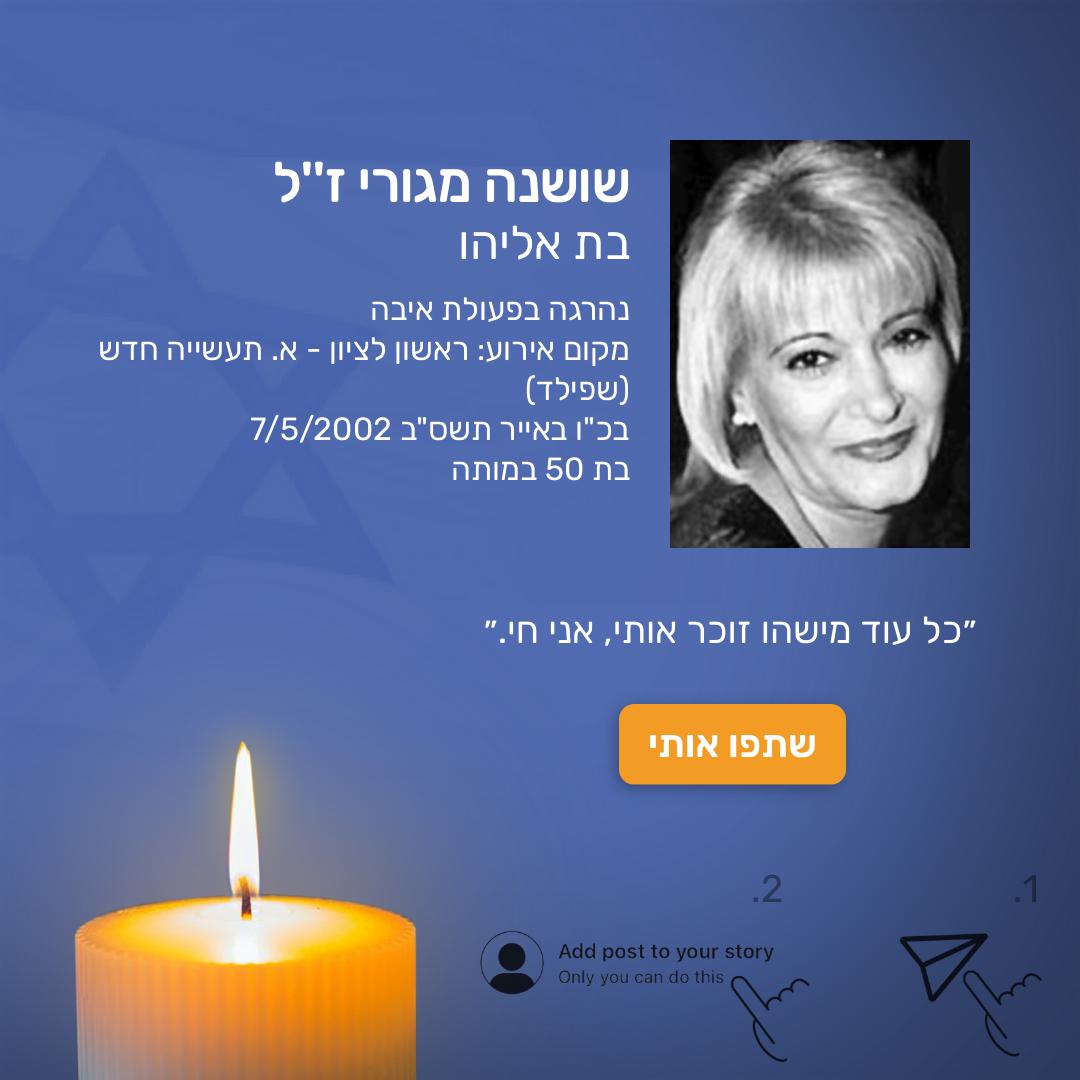 שושנה מגורי ז"ל
בת אליהו
נהרגה בפעולת איבה
מקום אירוע: ראשון לציון - א. תעשייה חדש
(שפילד)
בכ"ו באייר תשס"ב 7/5/2002
בת 50 במותה
״כל עוד מישהו זוכר אותי, אני חי.״
שתפו אותי
1.
2.
Add post to your story
Only you can do this